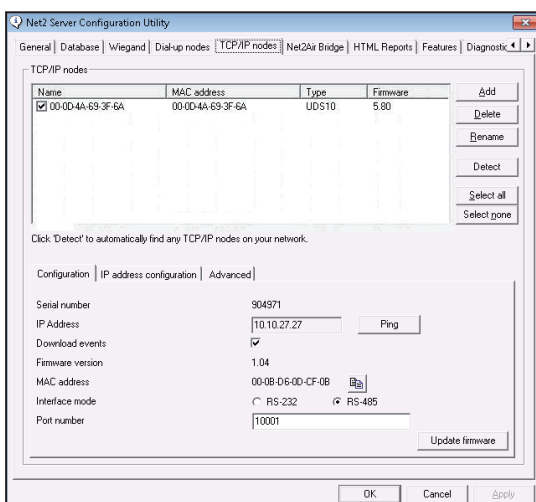 Net2 Server Configuration Utility
General Database Wiegand Dial-up nodes TCP/IP nodes Net2Air Bridge HTML Reports Features Diagnostic
TCP/IP nodes
Name MAC address Type Firmware
00-0D-4A-69-3F-6A 00-0D-4A-69-3F-6A UDS10 5.80
Add
Delete
Rename
Detect
Select all
Select none
Click 'Detect' to automatically find any TCP/IP nodes on your network.
Configuration IP address configuration Advanced
Serial number 904971
IP Address 10.10.27.27 Ping
Download events
Firmware version 1.04
MAC address 00-0B-D6-0D-CF-0B
Interface mode RS-232 RS-485
Port number 10001
Update firmware
OK Cancel Apply